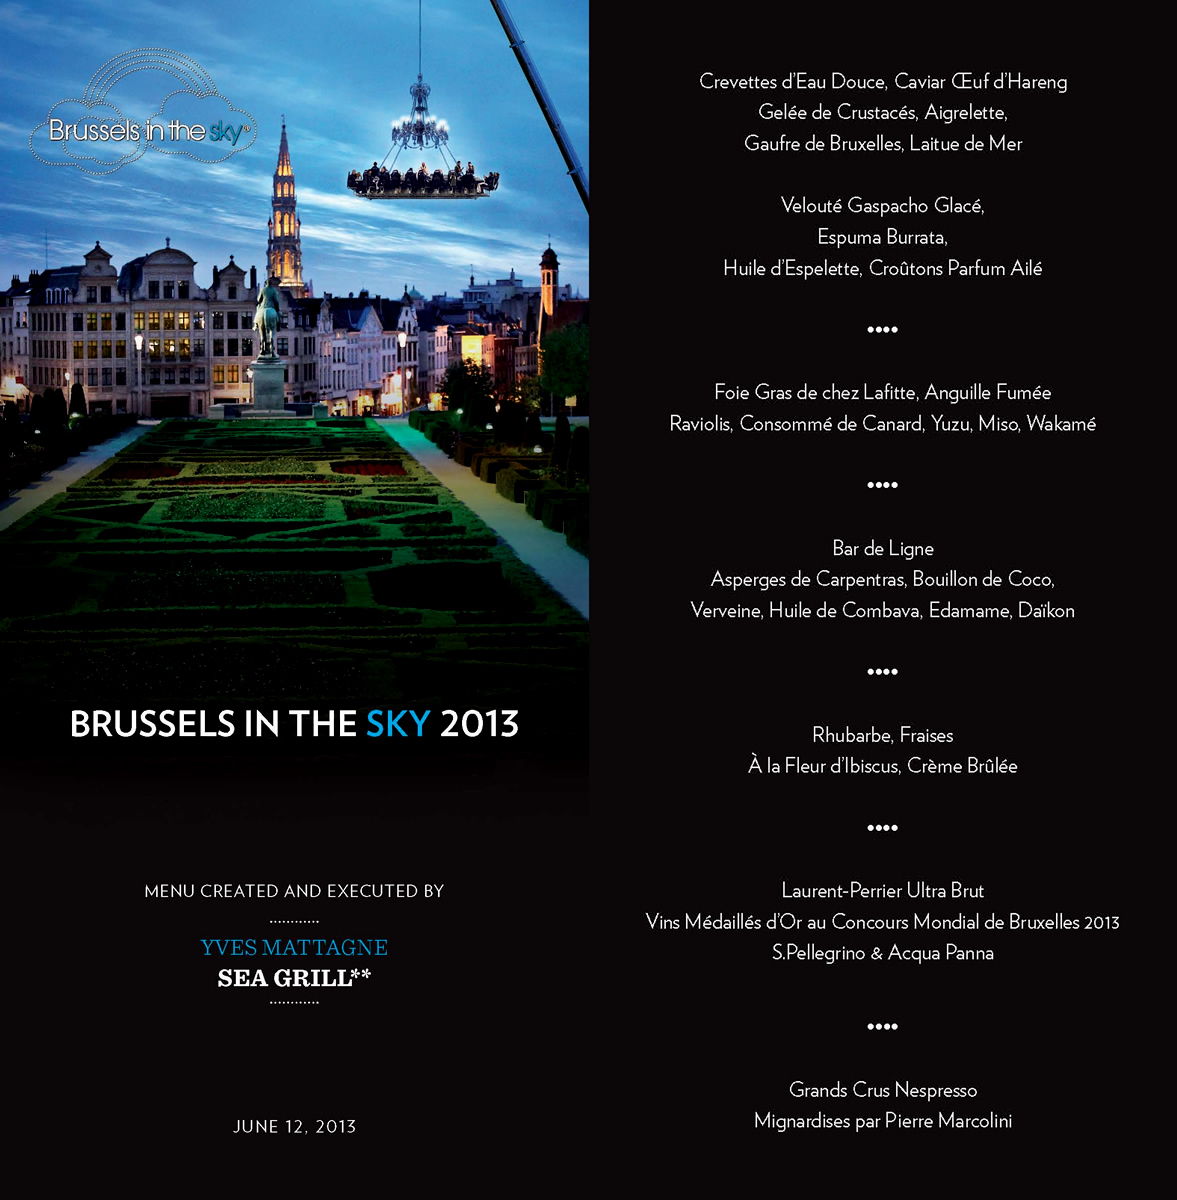 Brussels in the sky®
BRUSSELS IN THE SKY 2013
MENU CREATED AND EXECUTED BY
YVES MATTAGNE
SEA GRILL**
JUNE 12, 2013
Crevettes d'Eau Douce, Caviar Œuf d'Hareng
Gelée de Crustacés, Aigrelette,
Gaufre de Bruxelles, Laitue de Mer
Velouté Gaspacho Glacé,
Espuma Burrata,
Huile d'Espelette, Croûtons Parfum Ailé
••••
Foie Gras de chez Lafitte, Anguille Fumée
Raviolis, Consommé de Canard, Yuzu, Miso, Wakamé
••••
Bar de Ligne
Asperges de Carpentras, Bouillon de Coco,
Verveine, Huile de Combava, Edamame, Daïkon
••••
Rhubarbe, Fraises
À la Fleur d'Ibiscus, Crème Brûlée
••••
Laurent-Perrier Ultra Brut
Vins Médaillés d'Or au Concours Mondial de Bruxelles 2013
S.Pellegrino & Acqua Panna
••••
Grands Crus Nespresso
Mignardises par Pierre Marcolini